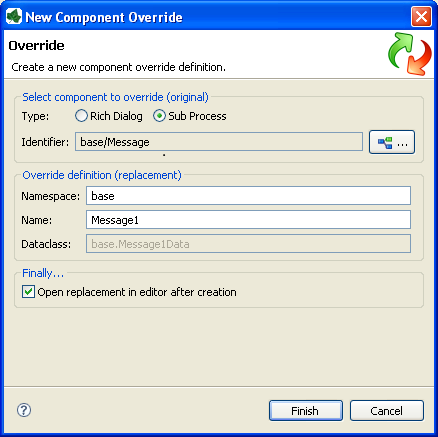 New Component Override
Override
Create a new component override definition.
Select component to override (original)
Type: Rich Dialog Sub Process
Identifier: base/Message ...
Override definition (replacement)
Namespace: base
Name: Message1
Dataclass: base.Message1Data
Finally...
Open replacement in editor after creation
? Finish Cancel